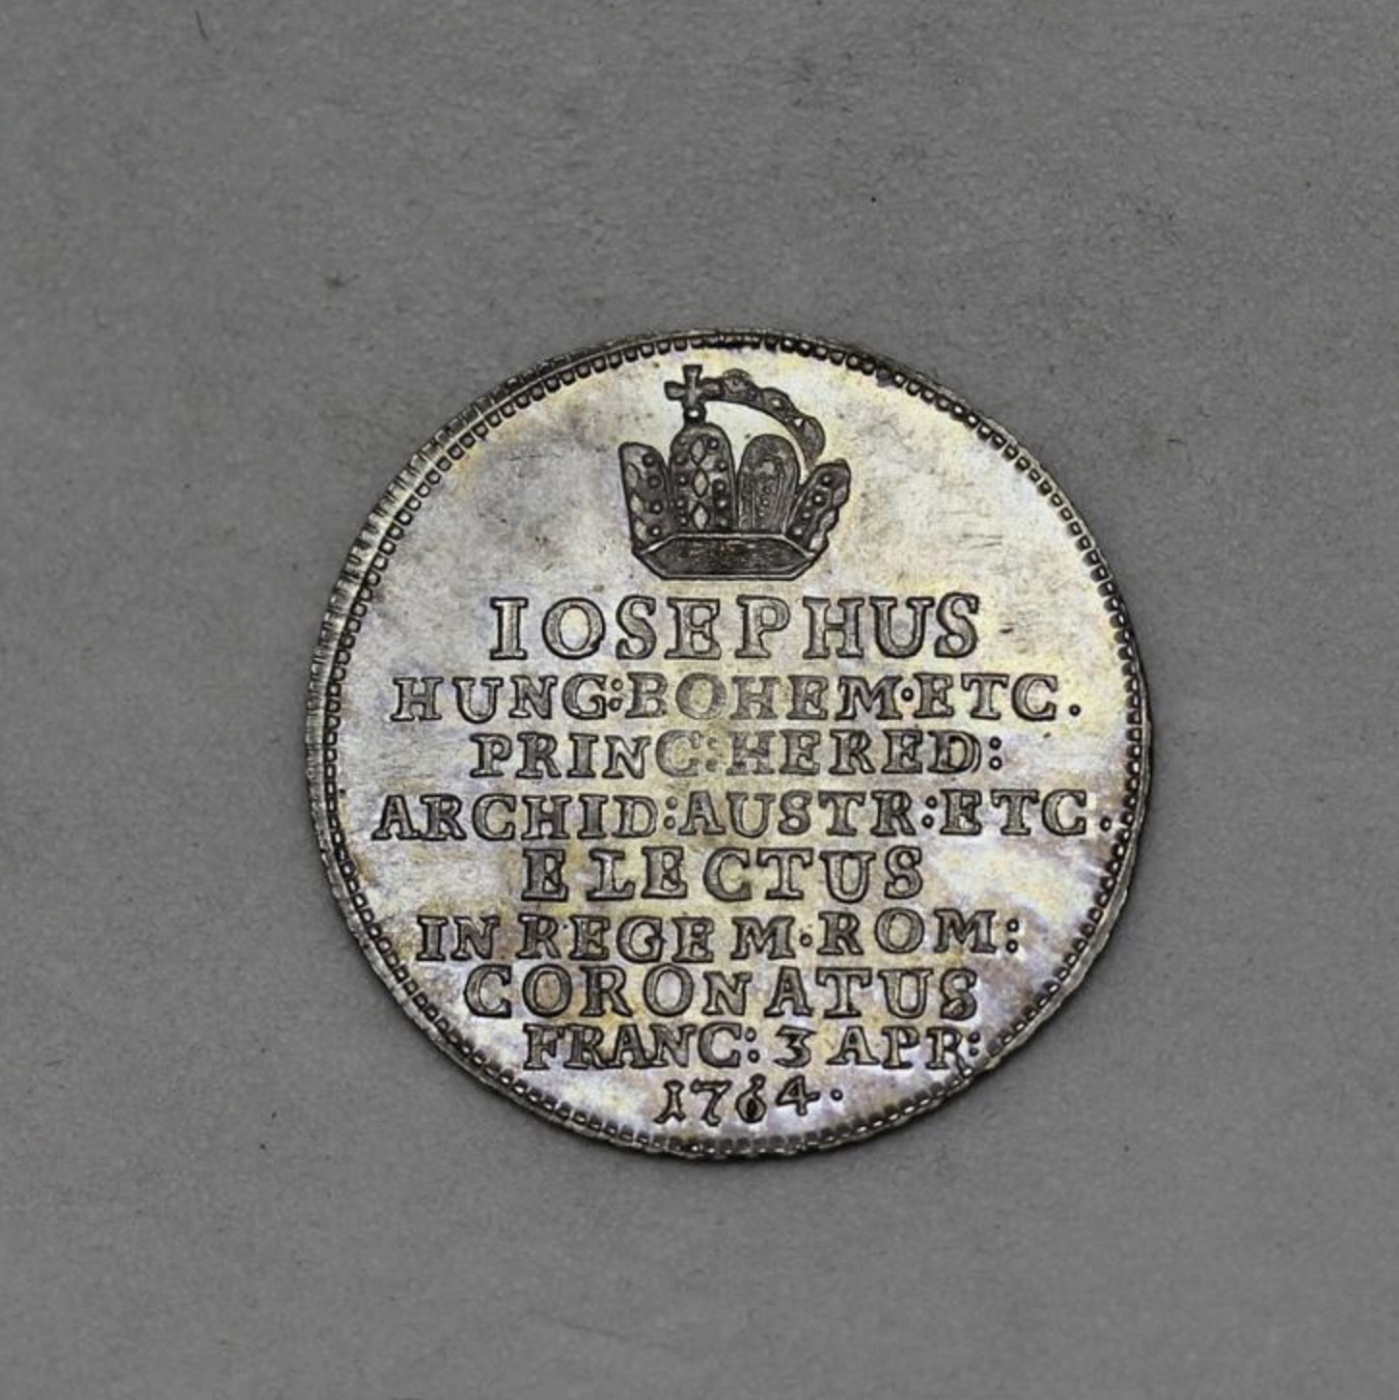 IOSEPHUS
HUNG:BOHEM·ETC.
PRINC:HERED:
ARCHID:AUSTR:ETC.
ELECTUS
IN REGEM·ROM:
CORONATUS
FRANC: 3 APR:
1764.